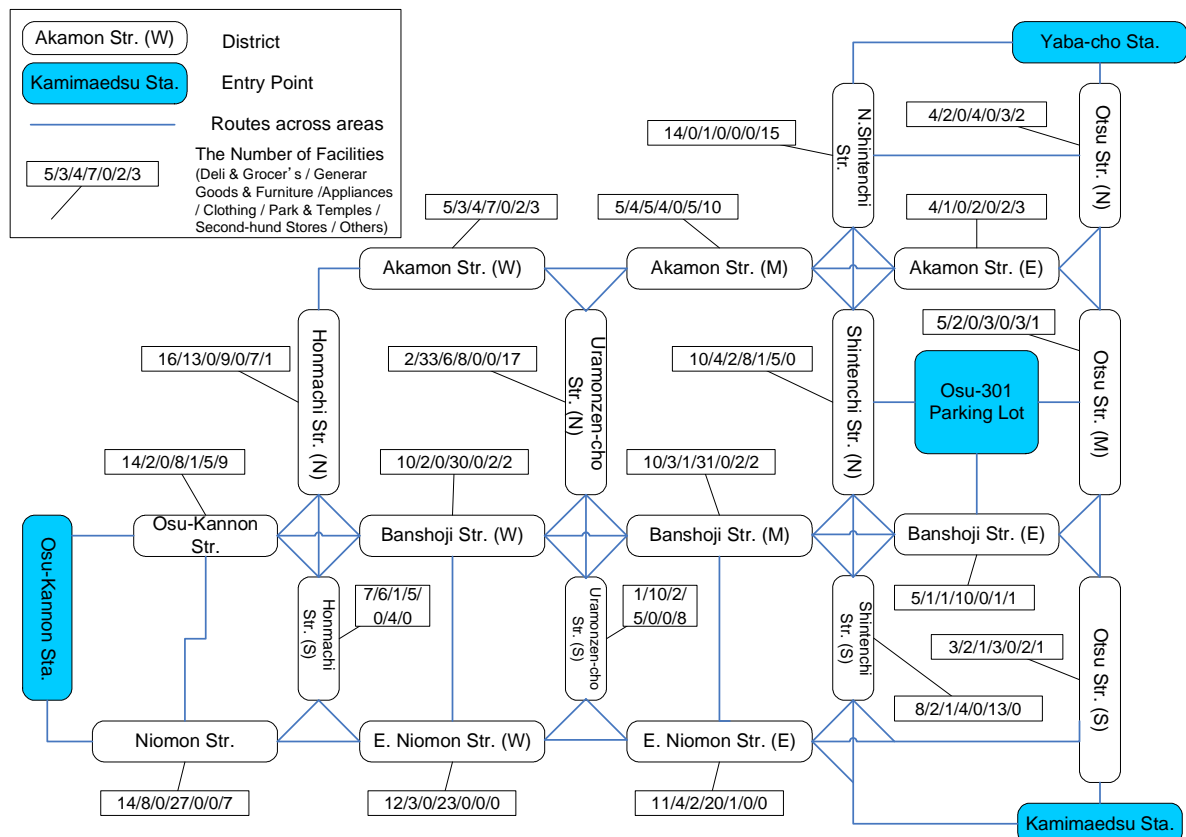 Akamon Str. (W)
District
Kamimaedsu Sta.
Entry Point
Routes across areas
5/3/4/7/0/2/3
The Number of Facilities
(Deli & Grocer’s / Generar
Goods & Furniture /Appliances
/ Clothing / Park & Temples /
Second-hund Stores / Others)
Yaba-cho Sta.
14/0/1/0/0/0/15
N.Shintenchi
Str.
4/2/0/4/0/3/2
Otsu Str. (N)
5/3/4/7/0/2/3
5/4/5/4/0/5/10
4/1/0/2/0/2/3
Akamon Str. (W)
Akamon Str. (M)
Akamon Str. (E)
16/13/0/9/0/7/1
Honmachi Str. (N)
2/33/6/8/0/0/17
Uramonzen-cho
Str. (N)
10/4/2/8/1/5/0
Shintenchi Str. (N)
Osu-301
Parking Lot
5/2/0/3/0/3/1
Otsu Str. (M)
14/2/0/8/1/5/9
10/2/0/30/0/2/2
10/3/1/31/0/2/2
Osu-Kannon
Str.
Banshoji Str. (W)
Banshoji Str. (M)
Banshoji Str. (E)
Osu-Kannon
Sta.
Honmachi
Str. (S)
7/6/1/5/
0/4/0
Uramonzen-cho
Str. (S)
1/10/2/
5/0/0/8
Shintenchi
Str. (S)
5/1/1/10/0/1/1
3/2/1/3/0/2/1
Otsu Str. (S)
8/2/1/4/0/13/0
Niomon Str.
E. Niomon Str. (W)
E. Niomon Str. (E)
14/8/0/27/0/0/7
12/3/0/23/0/0/0
11/4/2/20/1/0/0
Kamimaedsu Sta.